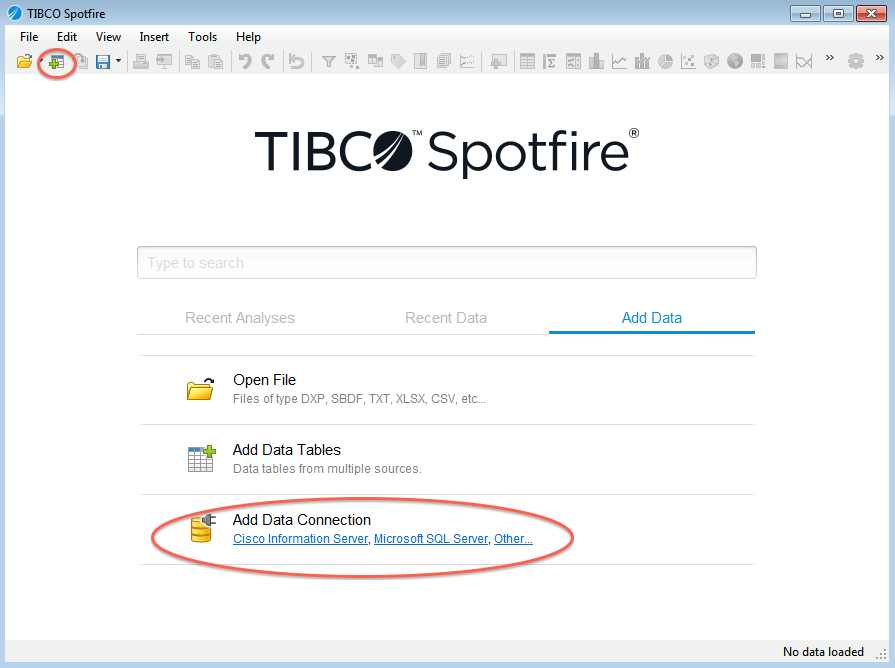 TIBCO Spotfire
File Edit View Insert Tools Help
TIBCO™ Spotfire®
Type to search
Recent Analyses Recent Data Add Data
Open File
Files of type DXP, SBDF, TXT, XLSX, CSV, etc...
Add Data Tables
Data tables from multiple sources.
Add Data Connection
Cisco Information Server, Microsoft SQL Server, Other...
No data loaded